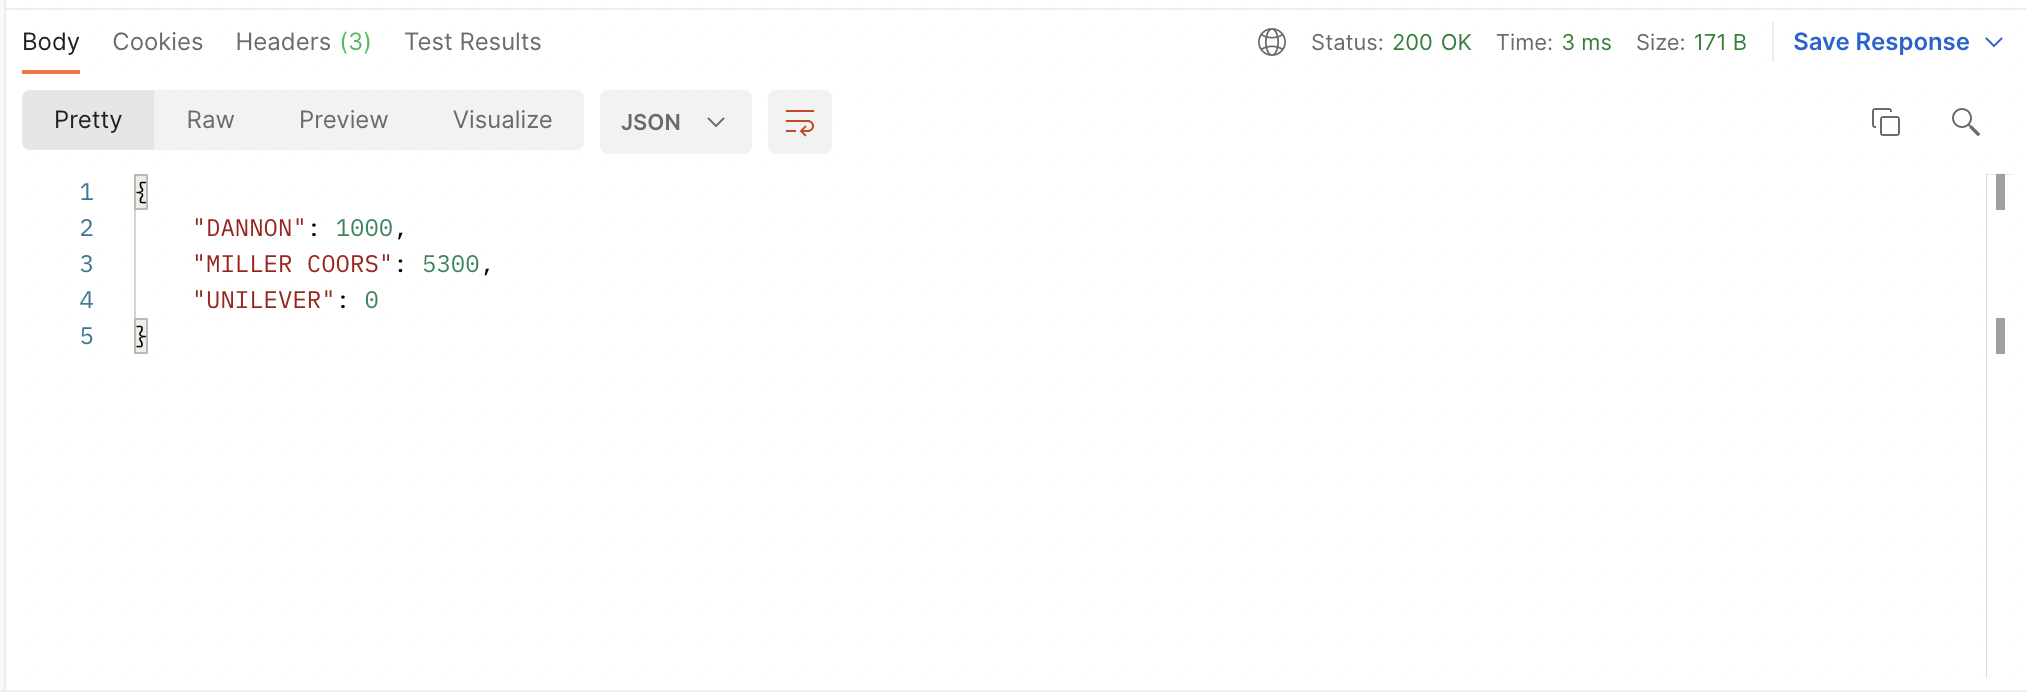 Body Cookies Headers (3) Test Results Status: 200 OK Time: 3 ms Size: 171 B Save Response
Pretty Raw Preview Visualize JSON
1 {
2 "DANNON": 1000,
3 "MILLER COORS": 5300,
4 "UNILEVER": 0
5 }